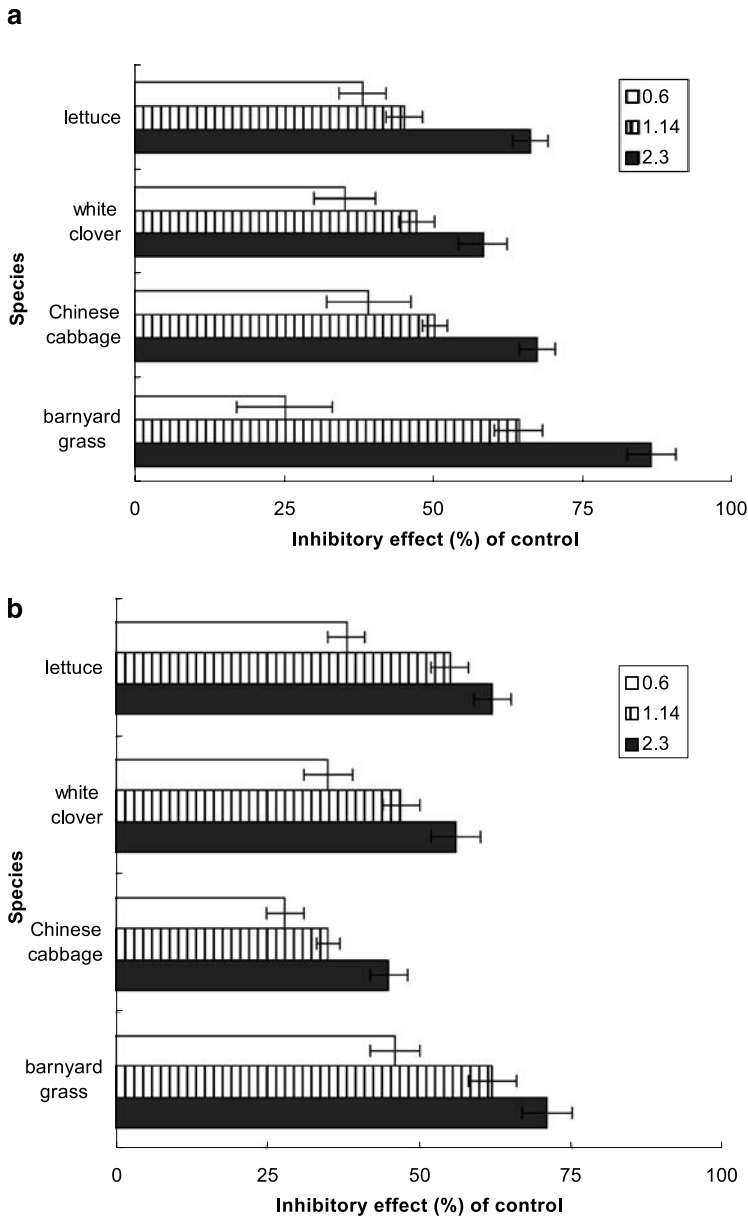 a
lettuce
white
clover
Chinese
cabbage
barnyard
grass
Species
0.6
1.14
2.3
0 25 50 75 100
Inhibitory effect (%) of control
b
lettuce
white
clover
Chinese
cabbage
barnyard
grass
Species
0.6
1.14
2.3
0 25 50 75 100
Inhibitory effect (%) of control